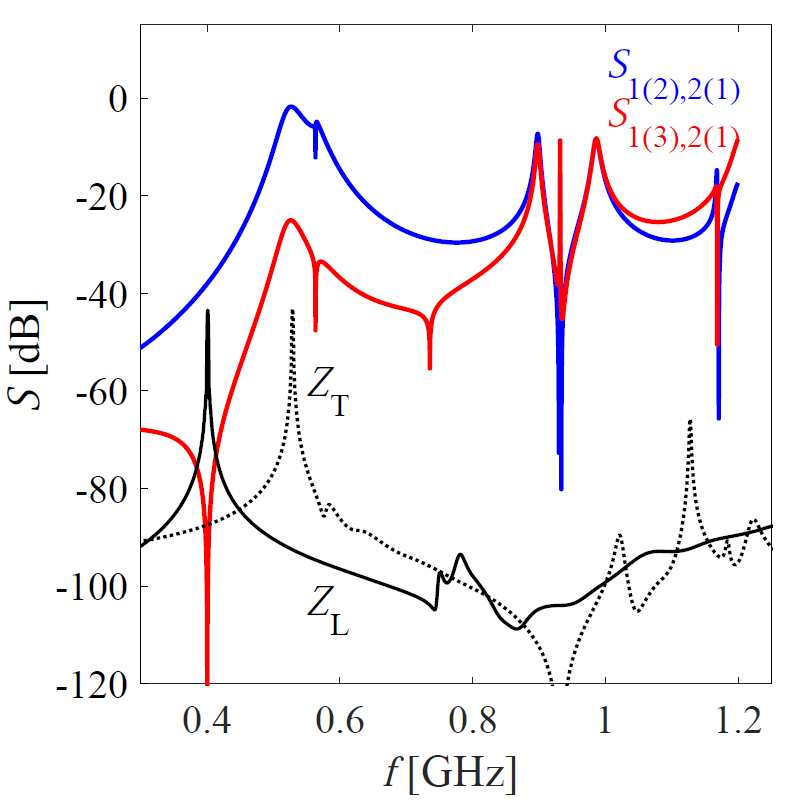 S1(2),2(1)
S1(3),2(1)
0
-20
-40
-60
-80
-100
-120
S [dB]
ZT
ZL
0.4 0.6 0.8 1 1.2
f [GHz]